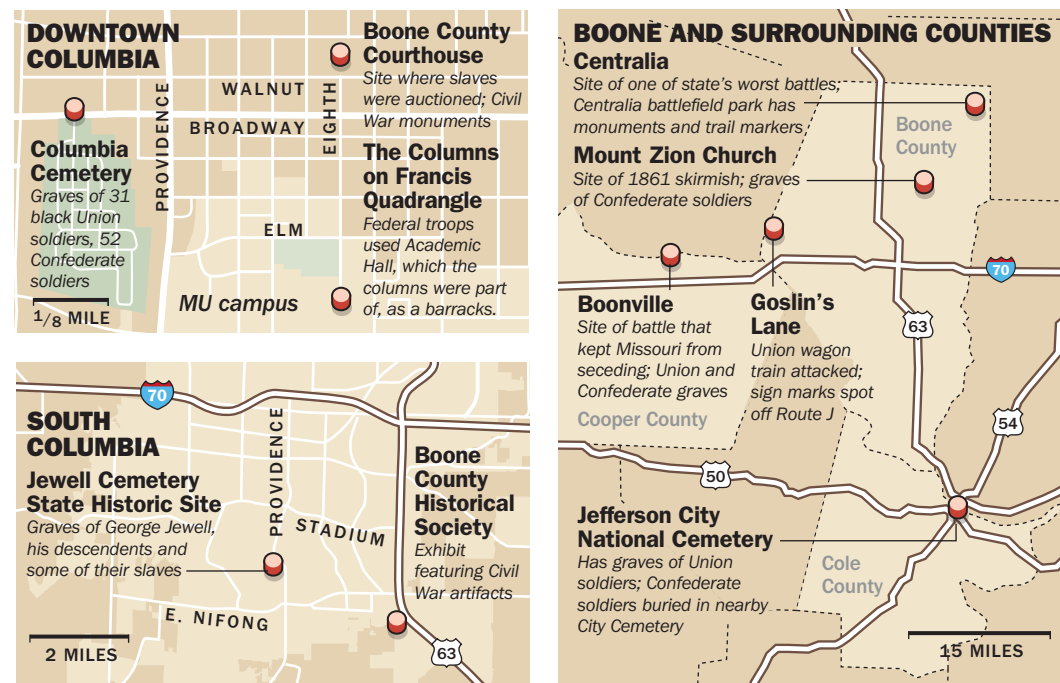 DOWNTOWN
COLUMBIA
Boone County
Courthouse
Site where slaves
were auctioned; Civil
War monuments
WALNUT
BROADWAY
PROVIDENCE
EIGHTH
Columbia
Cemetery
Graves of 31
black Union
soldiers, 52
Confederate
soldiers
The Columns
on Francis
Quadrangle
Federal troops
used Academic
Hall, which the
columns were part
of, as a barracks.
ELM
MU campus
1/8 MILE
70
SOUTH
COLUMBIA
Jewell Cemetery
State Historic Site
Graves of George Jewell,
his descendents and
some of their slaves
PROVIDENCE
STADIUM
E. NIFONG
Boone
County
Historical
Society
Exhibit
featuring Civil
War artifacts
2 MILES
63
BOONE AND SURROUNDING COUNTIES
Centralia
Site of one of state's worst battles;
Centralia battlefield park has
monuments and trail markers
Boone
County
Mount Zion Church
Site of 1861 skirmish; graves
of Confederate soldiers
70
Boonville
Site of battle that
kept Missouri from
seceding; Union and
Confederate graves
Cooper County
Goslin's
Lane
Union wagon
train attacked;
sign marks spot
off Route J
63
54
50
Jefferson City
National Cemetery
Has graves of Union
soldiers; Confederate
soldiers buried in nearby
City Cemetery
Cole
County
15 MILES